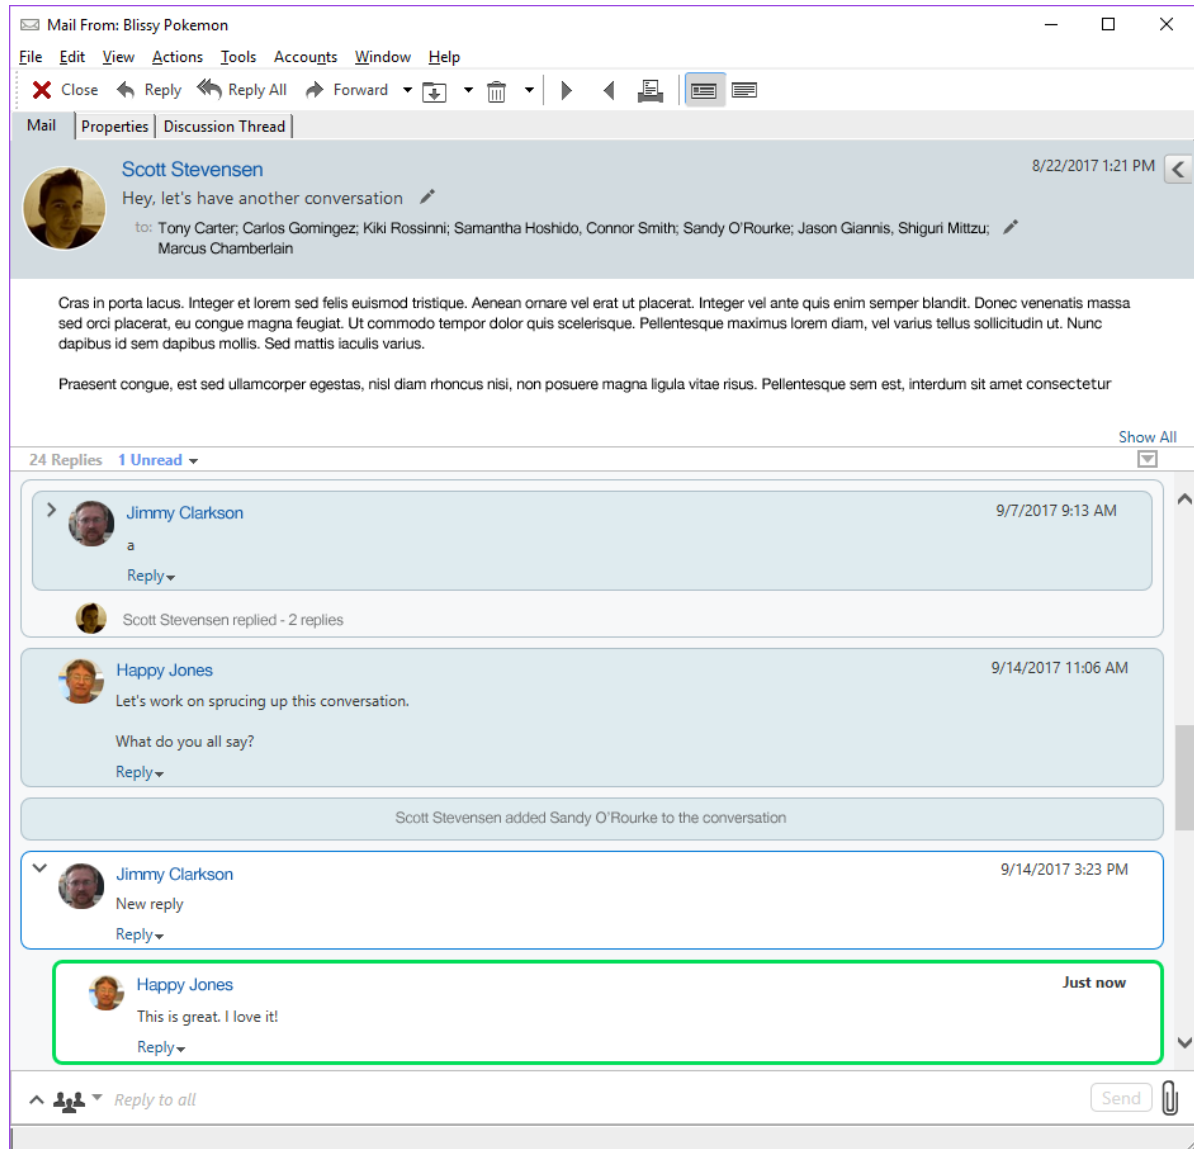 Mail From: Blissy Pokemon
File Edit View Actions Tools Accounts Window Help
Close Reply Reply All Forward
Mail Properties Discussion Thread
Scott Stevensen 8/22/2017 1:21 PM
Hey, let's have another conversation
to: Tony Carter; Carlos Gomingez; Kiki Rossinni; Samantha Hoshido, Connor Smith; Sandy O'Rourke; Jason Giannis, Shiguri Mittzu;
Marcus Chamberlain
Cras in porta lacus. Integer et lorem sed felis euismod tristique. Aenean ornare vel erat ut placerat. Integer vel ante quis enim semper blandit. Donec venenatis massa
sed orci placerat, eu congue magna feugiat. Ut commodo tempor dolor quis scelerisque. Pellentesque maximus lorem diam, vel varius tellus sollicitudin ut. Nunc
dapibus id sem dapibus mollis. Sed mattis iaculis varius.
Praesent congue, est sed ullamcorper egestas, nisl diam rhoncus nisi, non posuere magna ligula vitae risus. Pellentesque sem est, interdum sit amet consectetur
Show All
24 Replies 1 Unread
Jimmy Clarkson 9/7/2017 9:13 AM
a
Reply
Scott Stevensen replied - 2 replies
Happy Jones 9/14/2017 11:06 AM
Let's work on sprucing up this conversation.
What do you all say?
Reply
Scott Stevensen added Sandy O'Rourke to the conversation
Jimmy Clarkson 9/14/2017 3:23 PM
New reply
Reply
Happy Jones Just now
This is great. I love it!
Reply
Reply to all Send